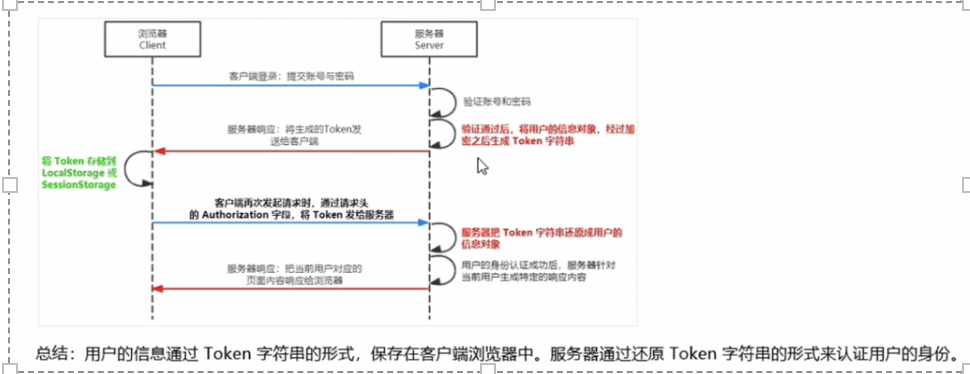 浏览器
Client
服务器
Server
客户端登录：提交账号与密码
验证账号和密码
服务器响应：将生成的Token发
送给客户端
验证通过后，将用户的信息对象，经过加
密之后生成 Token 字符串
将 Token 存储到
LocalStorage 或
SessionStorage
客户端再次发起请求时，通过请求头
的 Authorization 字段，将 Token 发给服务器
服务器把 Token 字符串还原成用户的
信息对象
服务器响应：把当前用户对应的
页面内容响应给浏览器
用户的身份认证成功后，服务器针对
当前用户生成特定的响应内容
总结：用户的信息通过 Token 字符串的形式，保存在客户端浏览器中。服务器通过还原 Token 字符串的形式来认证用户的身份。